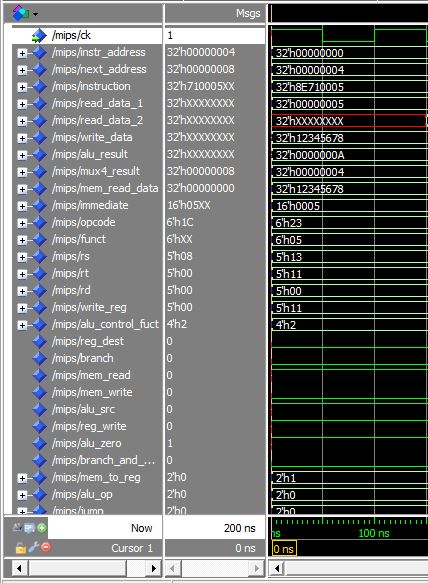 Msgs
/mips/ck 1
/mips/instr_address 32'h00000004 32'h00000000
/mips/next_address 32'h00000008 32'h00000004
/mips/instruction 32'h710005XX 32'h8E710005
/mips/read_data_1 32'hXXXXXXXX 32'h00000005
/mips/read_data_2 32'hXXXXXXXX 32'hXXXXXXXX
/mips/write_data 32'hXXXXXXXX 32'h12345678
/mips/alu_result 32'hXXXXXXXX 32'h0000000A
/mips/mux4_result 32'h00000008 32'h00000004
/mips/mem_read_data 32'h00000000 32'h12345678
/mips/immediate 16'h05XX 16'h0005
/mips/opcode 6'h1C 6'h23
/mips/funct 6'hXX 6'h05
/mips/rs 5'h08 5'h13
/mips/rt 5'h00 5'h11
/mips/rd 5'h00 5'h00
/mips/write_reg 5'h00 5'h11
/mips/alu_control_fuct 4'h2 4'h2
/mips/reg_dest 0
/mips/branch 0
/mips/mem_read 0
/mips/mem_write 0
/mips/alu_src 0
/mips/reg_write 0
/mips/alu_zero 1
/mips/branch_and_... 0
/mips/mem_to_reg 2'h0 2'h1
/mips/alu_op 2'h0 2'h0
/mips/jump 2'h0 2'h0
Now 200 ns ns 100 ns
Cursor 1 0 ns 0 ns